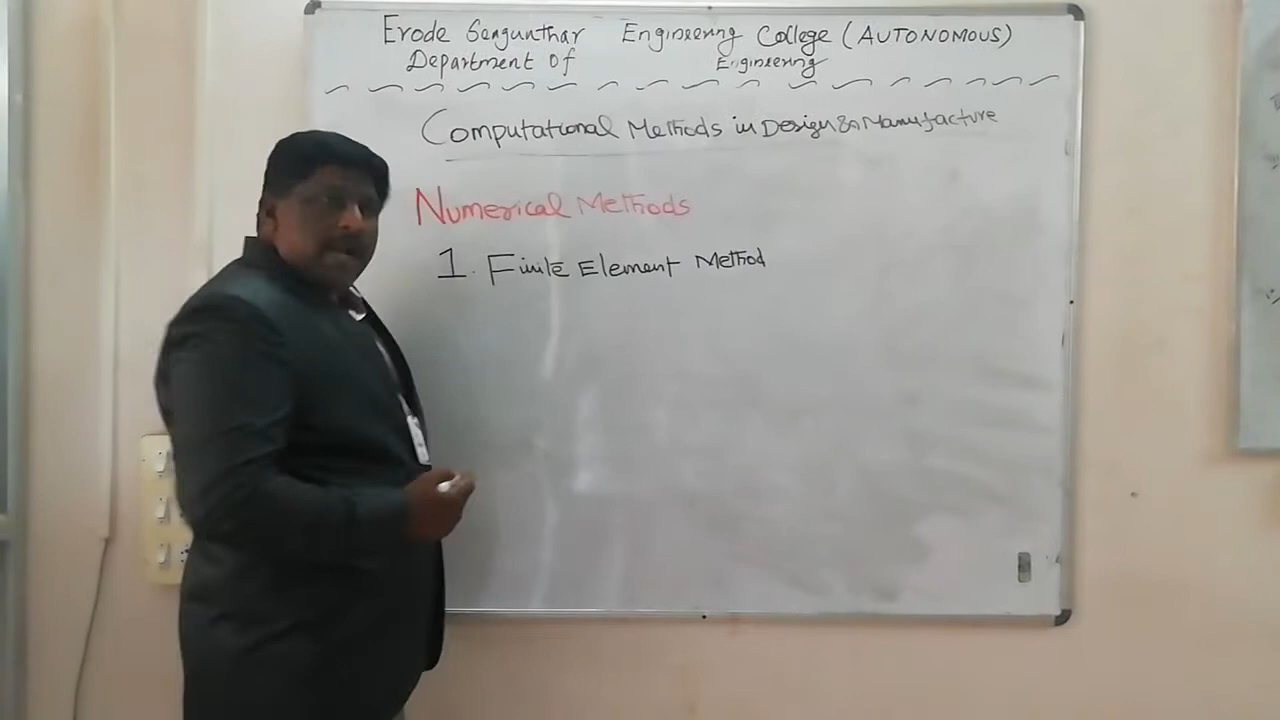 Erode Sengunthar Engineering College (AUTONOMOUS)
Department Of Engineering
Computational Methods in Design & Manufacture
Numerical Methods
1. Finite Element Method